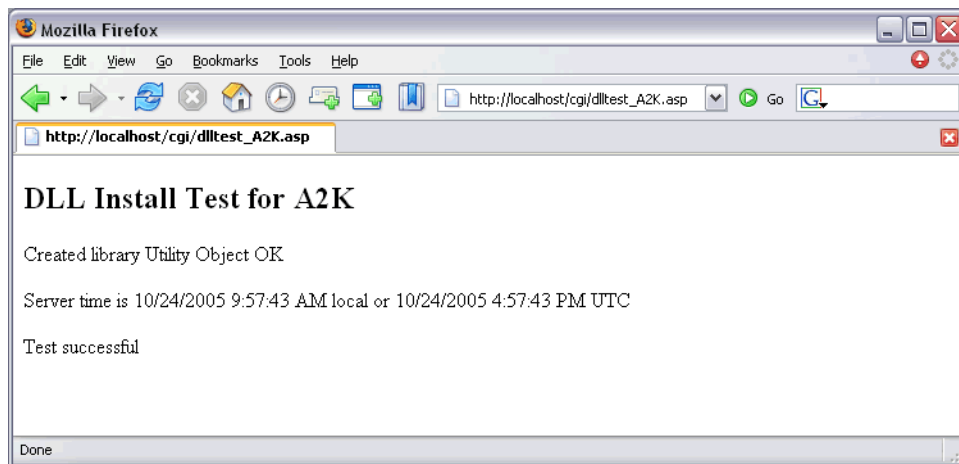 Mozilla Firefox
File Edit View Go Bookmarks Tools Help
http://localhost/cgi/dlltest_A2K.asp Go G
http://localhost/cgi/dlltest_A2K.asp
DLL Install Test for A2K
Created library Utility Object OK
Server time is 10/24/2005 9:57:43 AM local or 10/24/2005 4:57:43 PM UTC
Test successful
Done